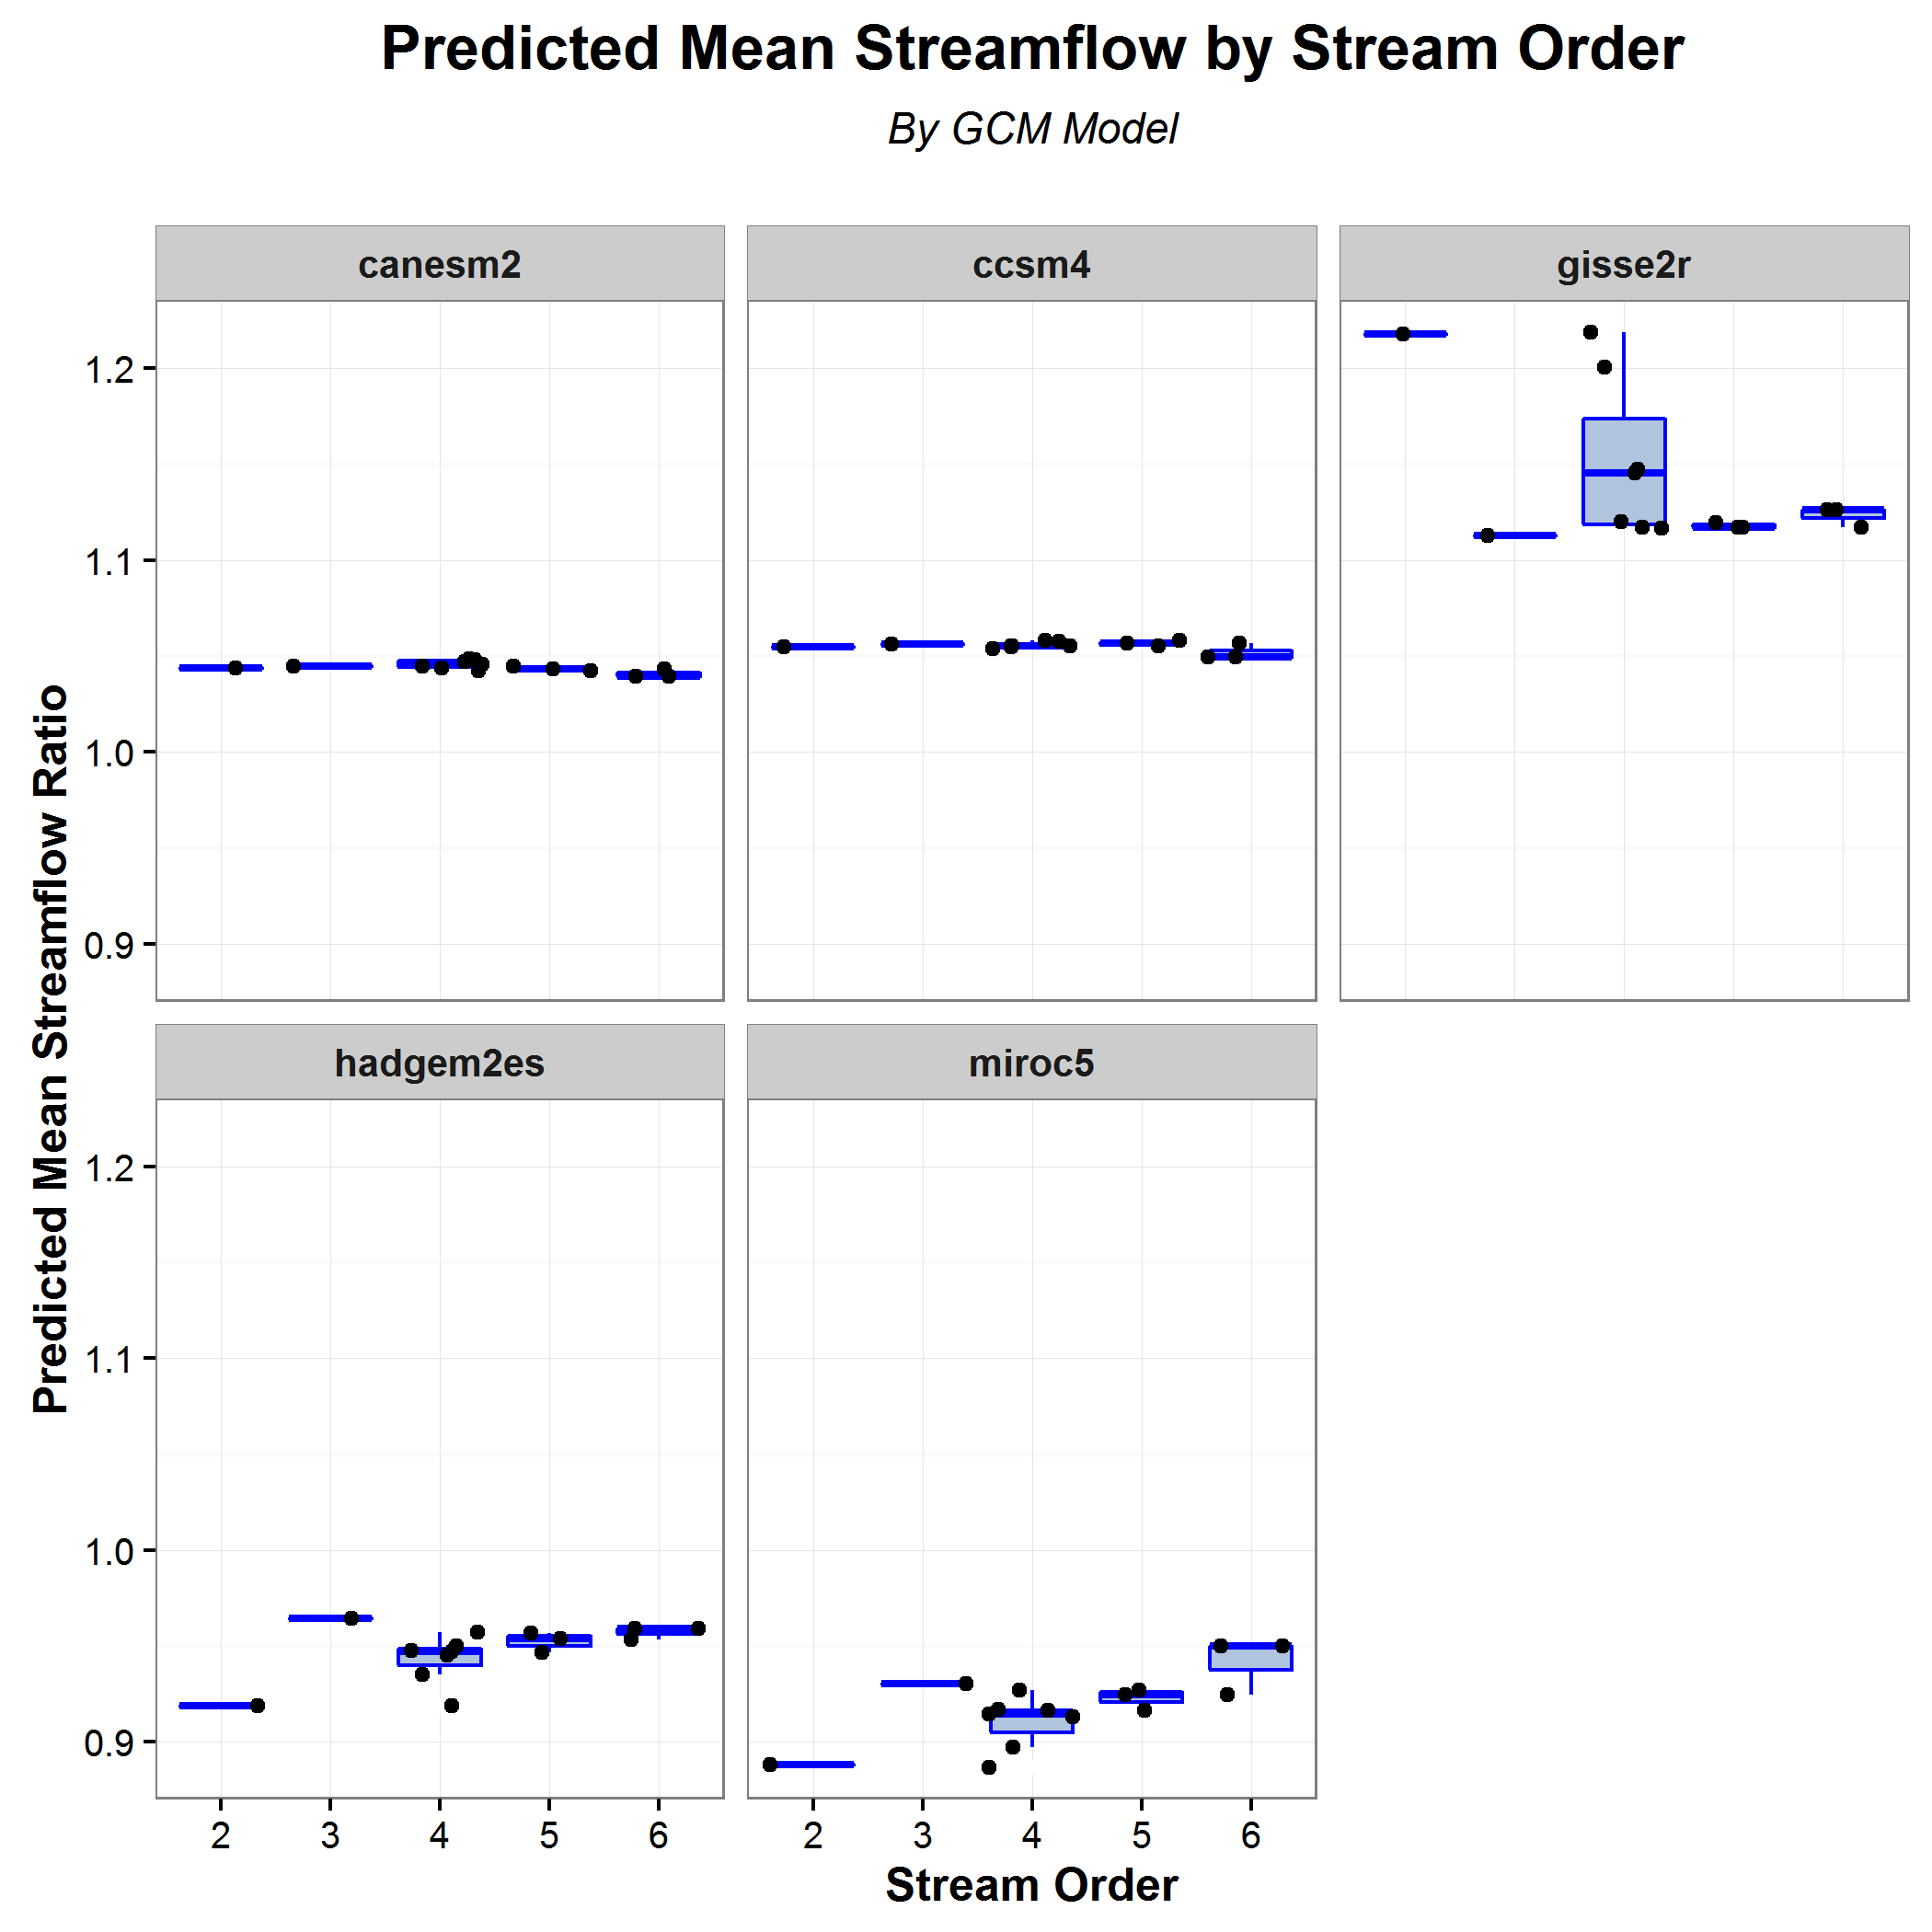 Predicted Mean Streamflow by Stream Order
By GCM Model
canesm2
ccsm4
gisse2r
1.2
1.1
1.0
0.9
Predicted Mean Streamflow Ratio
hadgem2es
miroc5
1.2
1.1
1.0
0.9
2 3 4 5 6
2 3 4 5 6
Stream Order